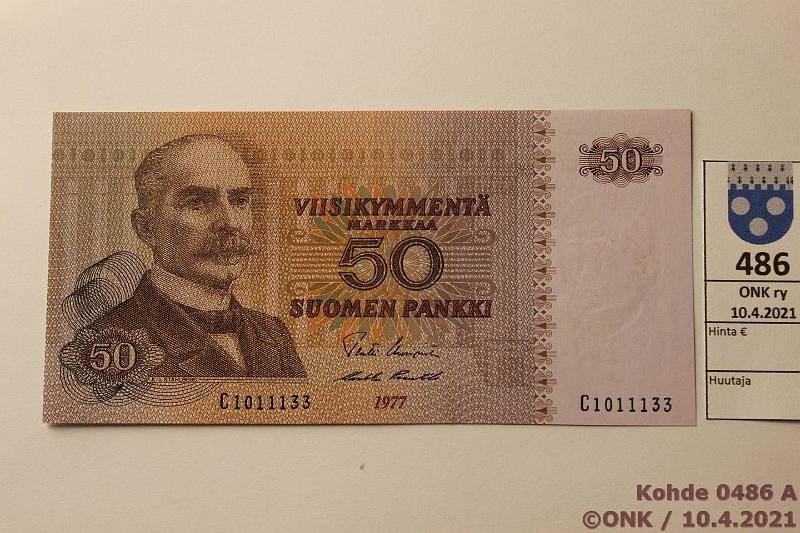 50
VIISIKYMMENTÄ
MARKKAA
50
SUOMEN PANKKI
50
C1011133
1977
C1011133
486
ONK ry
10.4.2021
Hinta €
Huutaja
Kohde 0486 A
©ONK / 10.4.2021